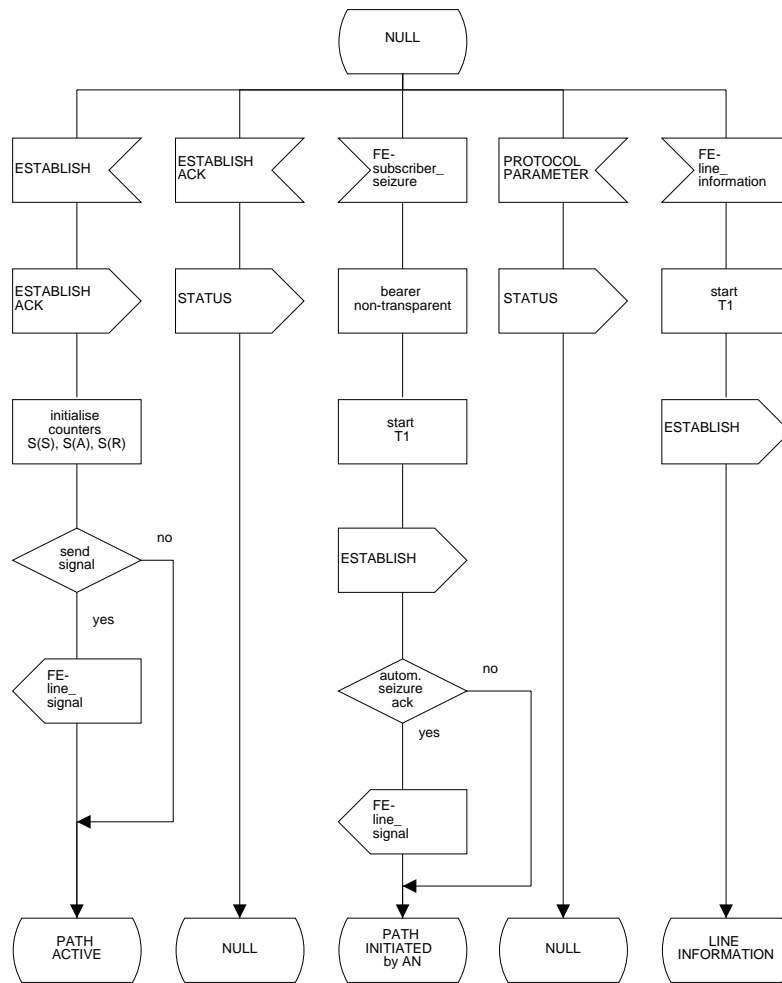 NULL
ESTABLISH
ESTABLISH
ACK
FE-
subscriber_
seizure
PROTOCOL
PARAMETER
FE-
line_
information
ESTABLISH
ACK
STATUS
bearer
non-transparent
STATUS
start
T1
initialise
counters
S(S), S(A), S(R)
start
T1
ESTABLISH
send
signal
no
yes
ESTABLISH
FE-
line_
signal
autom.
seizure
ack
no
yes
FE-
line_
signal
PATH
ACTIVE
NULL
PATH
INITIATED
by AN
NULL
LINE
INFORMATION